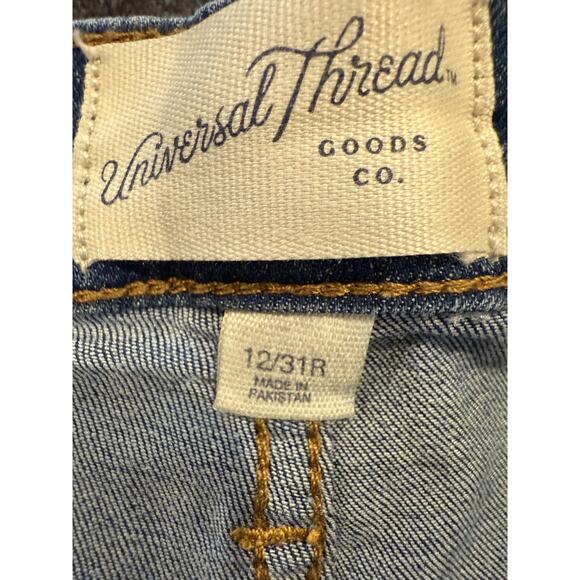 Universal Thread™
GOODS
CO.
12/31R
MADE IN
PAKISTAN